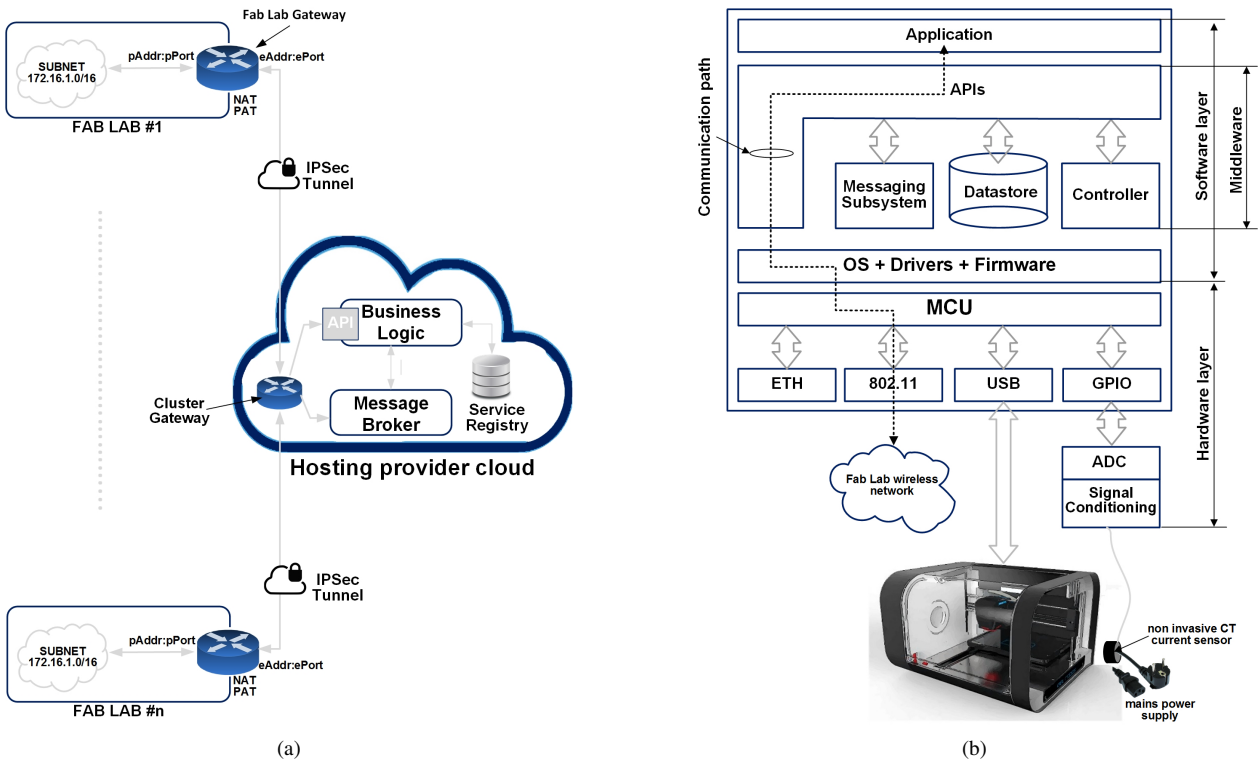 Fab Lab Gateway
pAddr:pPort
eAddr:ePort
SUBNET
172.16.1.0/16
NAT
PAT
FAB LAB #1
IPSec
Tunnel
API
Business
Logic
Cluster
Gateway
Message
Broker
Service
Registry
Hosting provider cloud
IPSec
Tunnel
pAddr:pPort
SUBNET
172.16.1.0/16
eAddr:ePort
NAT
PAT
FAB LAB #n
(a)
Application
APIs
Communication path
Messaging
Subsystem
Datastore
Controller
Software layer
Middleware
OS + Drivers + Firmware
MCU
ETH
802.11
USB
GPIO
Hardware layer
ADC
Signal
Conditioning
Fab Lab wireless
network
non invasive CT
current sensor
mains power
supply
(b)